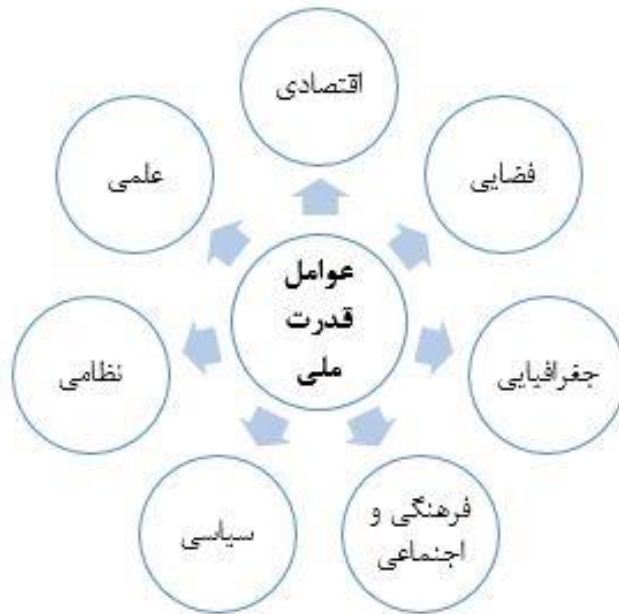 اقتصادی
فضایی
جغرافیایی
فرهنگی و
اجتماعی
سیاسی
نظامی
علمی
عوامل
قدرت
ملی